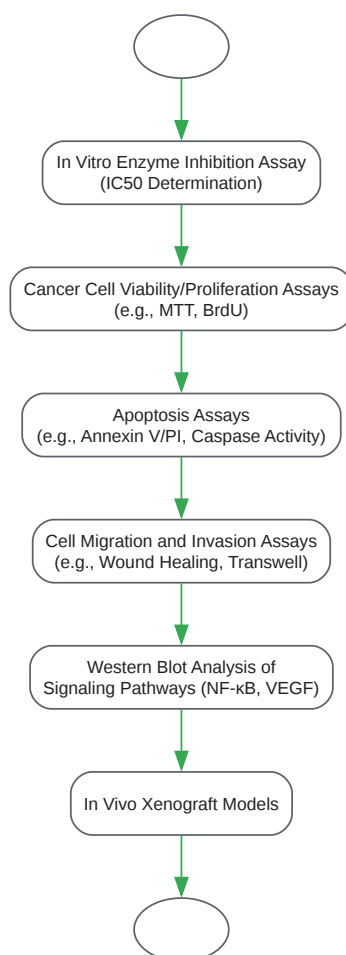 In Vitro Enzyme Inhibition Assay
(IC50 Determination)
Cancer Cell Viability/Proliferation Assays
(e.g., MTT, BrdU)
Apoptosis Assays
(e.g., Annexin V/PI, Caspase Activity)
Cell Migration and Invasion Assays
(e.g., Wound Healing, Transwell)
Western Blot Analysis of
Signaling Pathways (NF-κB, VEGF)
In Vivo Xenograft Models